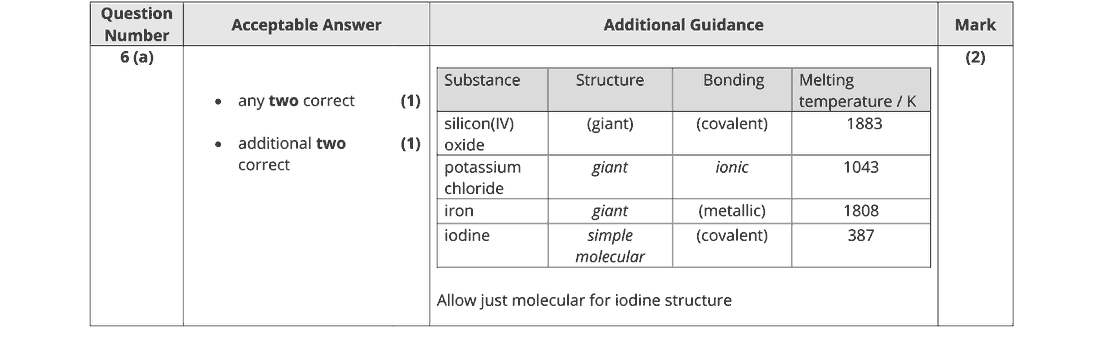 Question Number Acceptable Answer Additional Guidance Mark
6 (a) (2)
• any two correct (1)
• additional two correct (1)
Substance Structure Bonding Melting temperature / K
silicon(IV) oxide (giant) (covalent) 1883
potassium chloride giant ionic 1043
iron giant (metallic) 1808
iodine simple molecular (covalent) 387
Allow just molecular for iodine structure